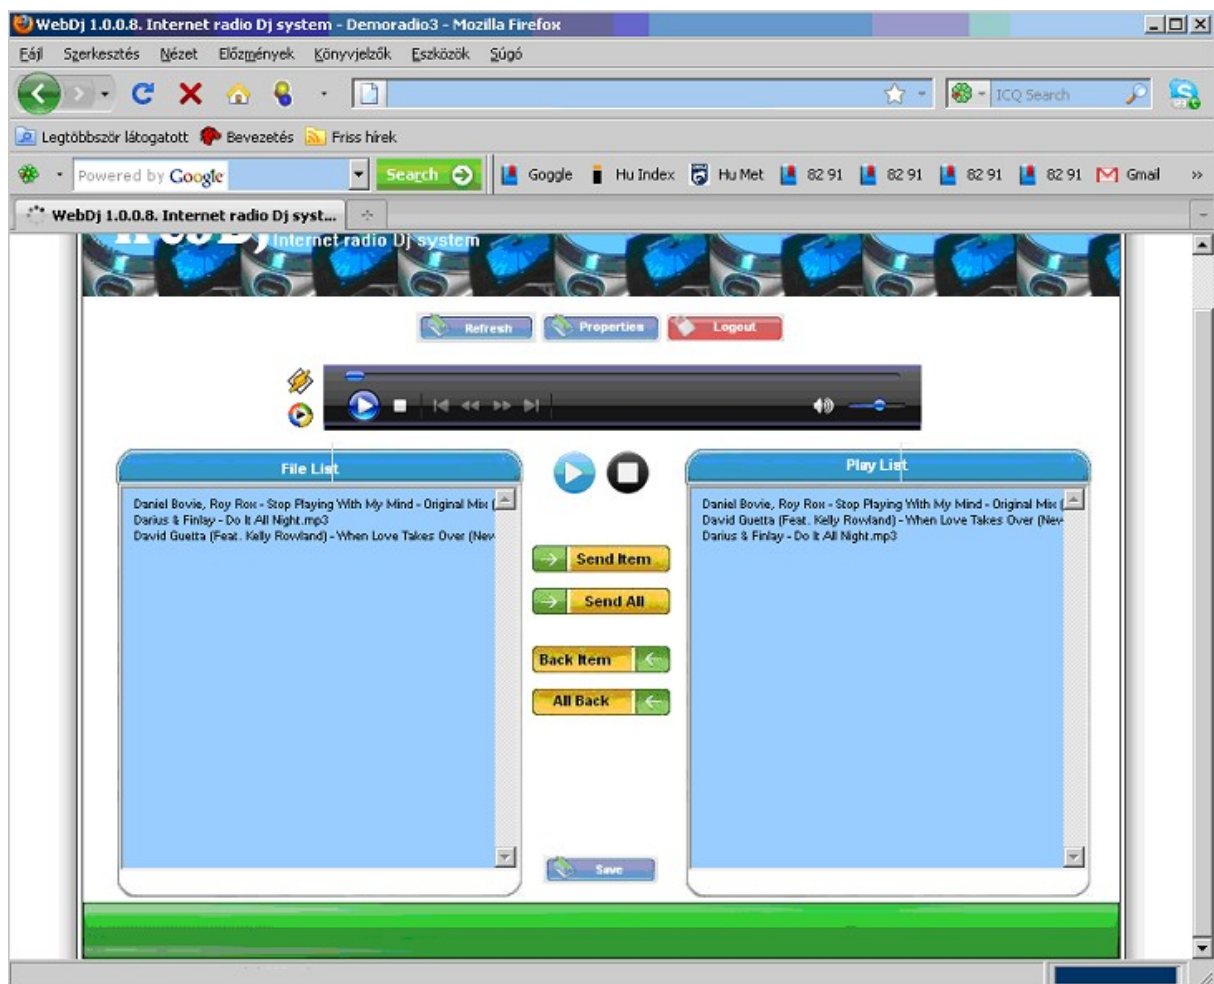 WebDj 1.0.0.8. Internet radio Dj system - Demoradio3 - Mozilla Firefox
Fájl Szerkesztés Nézet Előzmények Könyvjelzők Eszközök Súgó
ICQ Search
Legtöbbször látogatott Bevezetés Friss hírek
Powered by Google Search Goggle Hu Index Hu Met 82 91 82 91 82 91 82 91 Gmail »
WebDj 1.0.0.8. Internet radio Dj syst...
Internet radio Dj system
Refresh Properties Logout
File List
Daniel Bovie, Roy Rox - Stop Playing With My Mind - Original Mix (
Darius & Finlay - Do It All Night.mp3
David Guetta (Feat. Kelly Rowland) - When Love Takes Over (New
Send Item
Send All
Back Item
All Back
Save
Play List
Daniel Bovie, Roy Rox - Stop Playing With My Mind - Original Mix (
David Guetta (Feat. Kelly Rowland) - When Love Takes Over (New
Darius & Finlay - Do It All Night.mp3